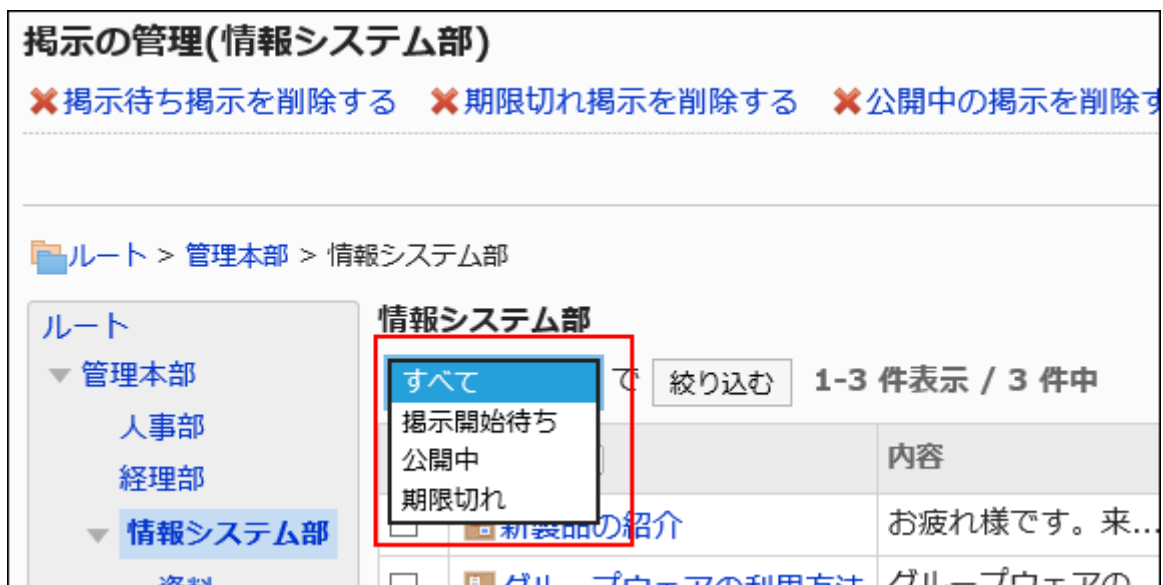 掲示の管理(情報システム部)
掲示待ち掲示を削除する 期限切れ掲示を削除する 公開中の掲示を削除す
ルート > 管理本部 > 情報システム部
ルート
管理本部
人事部
経理部
情報システム部
資料
情報システム部
すべて で 絞り込む 1-3 件表示 / 3 件中
掲示開始待ち
公開中
期限切れ
内容
新製品の紹介 お疲れ様です。来...
グループウェアの利用方法 グループウェアの